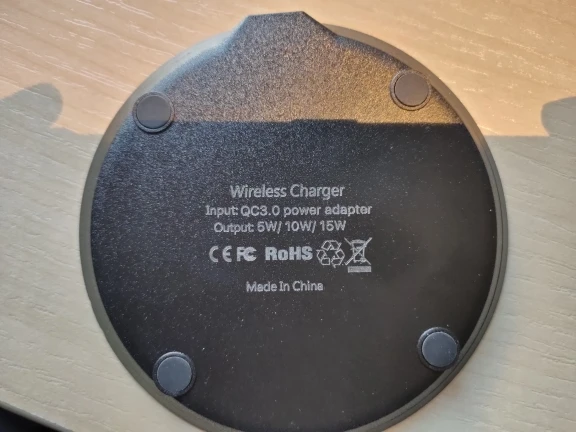 Wireless Charger
Input: QC3.0 power adapter
Output: 5W/ 10W/ 15W
CE FC RoHS
Made In China